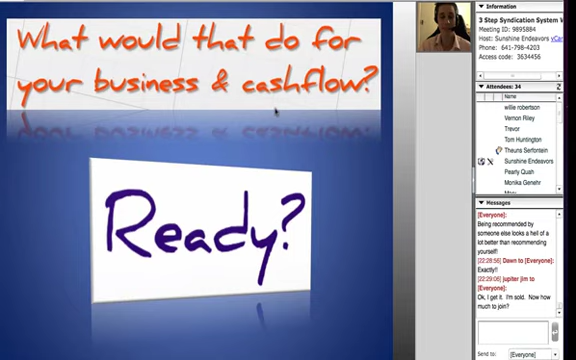 What would that do for
your business & cashflow?
Ready?
Information
3 Step Syndication System
Meeting ID: 9895884
Host: Sunshine Endeavors
Phone: 641-798-4203
Access code: 3634456
Attendees: 34
Name
willie robertson
Vernon Riley
Trevor
Tom Huntington
Theuns Serfontein
Sunshine Endeavors
Pearly Quah
Monika Genehr
Messages
[Everyone]:
Being recommended by
someone else looks a hell of a
lot better than recommending
yourself!
[22:28:55] Dawn to [Everyone]:
Exactly!!
[22:29:06] jupiter jim to
[Everyone]:
Ok, I get it. I'm sold. Now how
much to join?
Send to:
[Everyone]